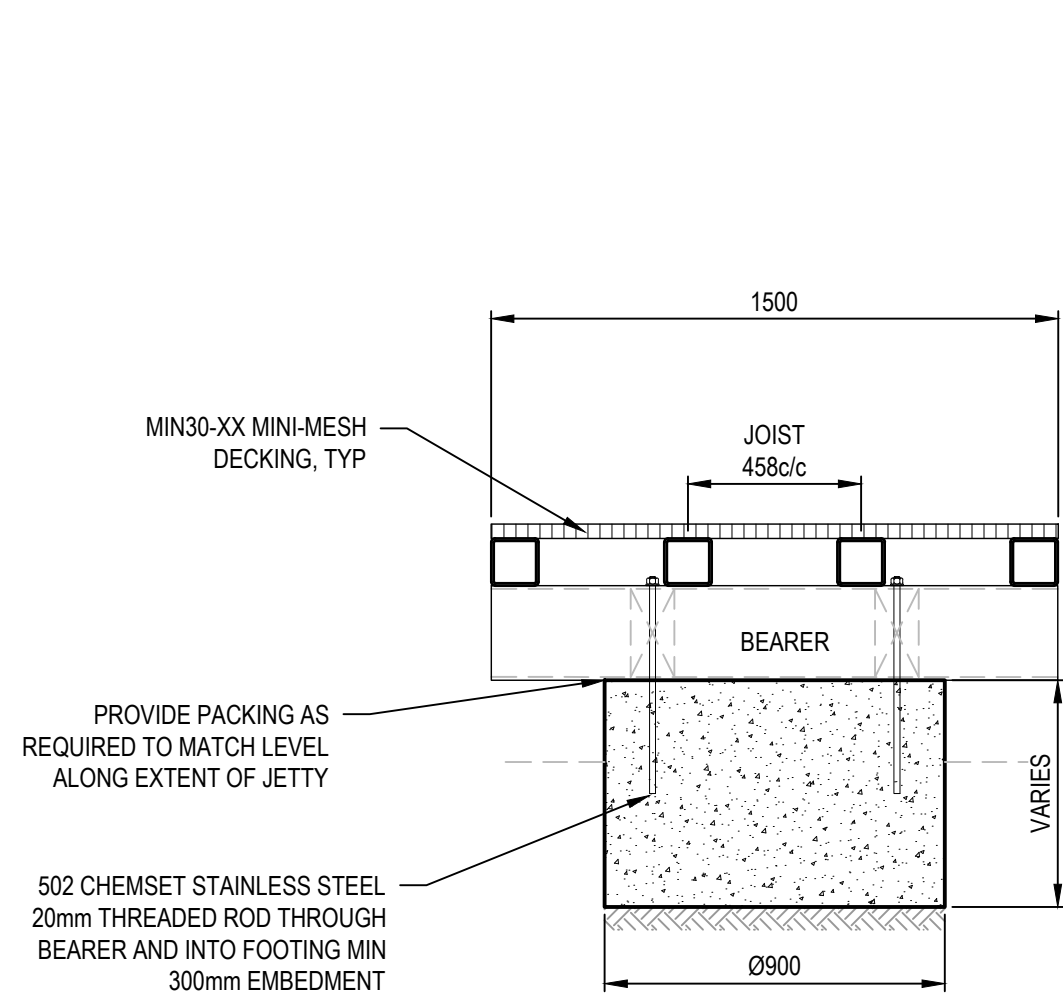 1500
MIN30-XX MINI-MESH
DECKING, TYP
JOIST
458c/c
BEARER
PROVIDE PACKING AS
REQUIRED TO MATCH LEVEL
ALONG EXTENT OF JETTY
VARIES
502 CHEMSET STAINLESS STEEL
20mm THREADED ROD THROUGH
BEARER AND INTO FOOTING MIN
300mm EMBEDMENT
Ø900